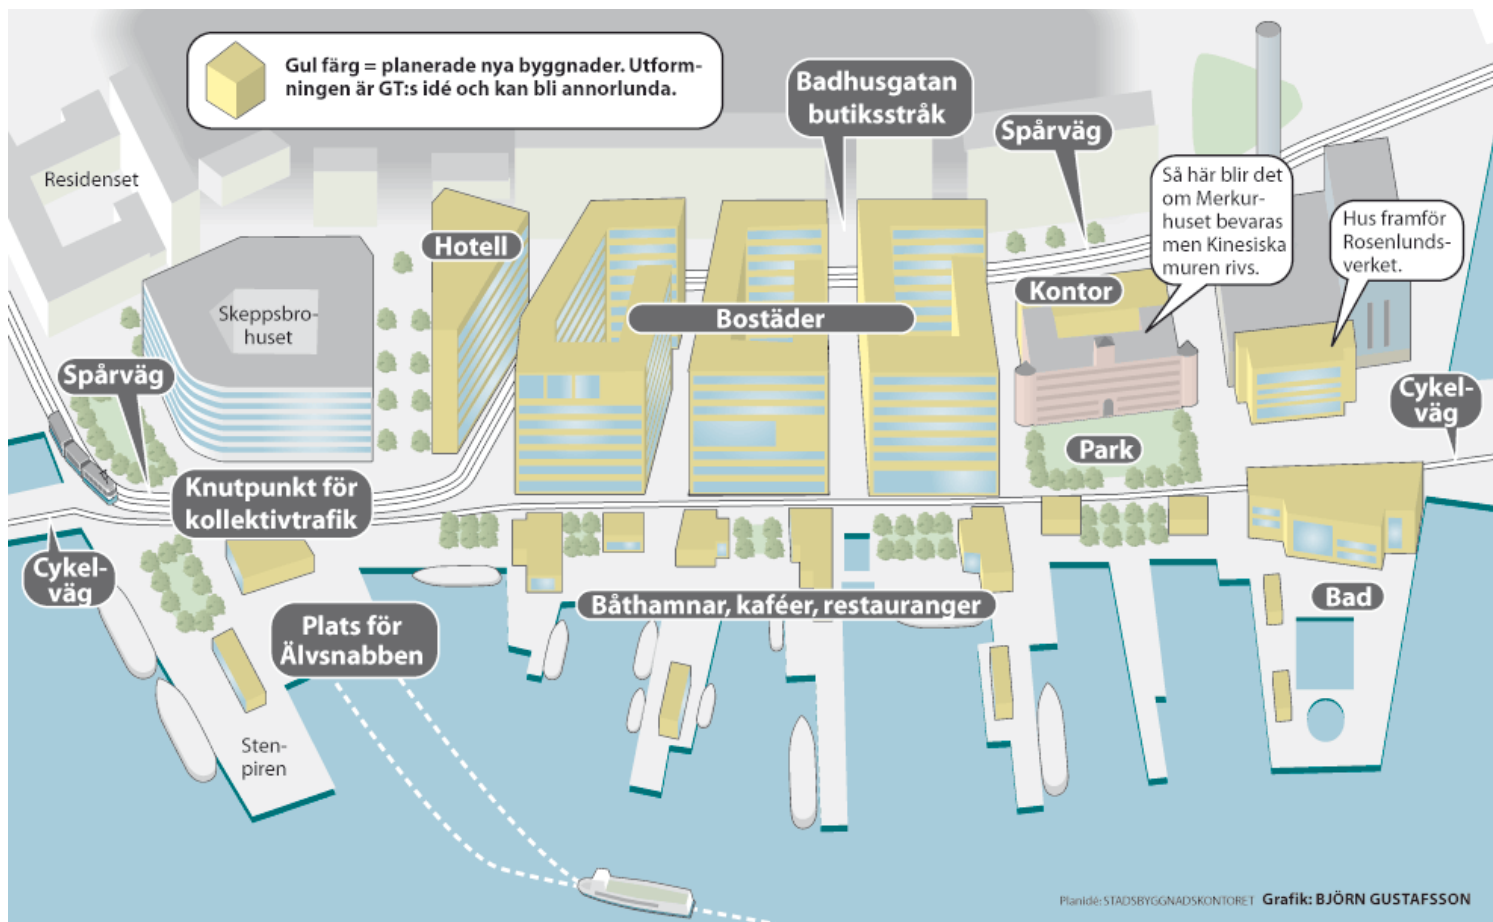 Gul färg = planerade nya byggnader. Utform-
ningen är GT:s idé och kan bli annorlunda.
Badhusgatan
butiksstråk
Spårväg
Residenset
Så här blir det
om Merkur-
huset bevaras
men Kinesiska
muren rivs.
Hus framför
Rosenlunds-
verket.
Hotell
Kontor
Skeppsbro-
huset
Bostäder
Spårväg
Cykel-
väg
Park
Knutpunkt för
kollektivtrafik
Cykel-
väg
Båthamnar, kaféer, restauranger
Bad
Plats för
Älvsnabben
Sten-
piren
Planidé: STADSBYGGNADSKONTORET Grafik: BJÖRN GUSTAFSSON